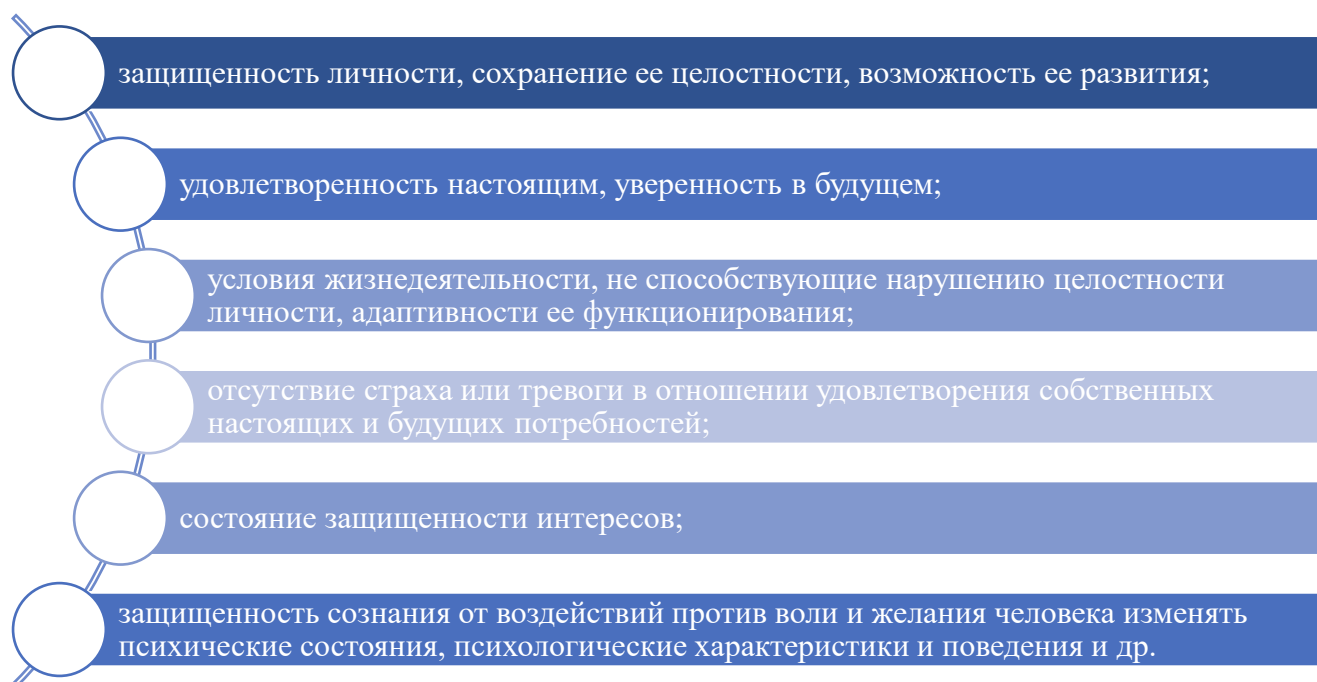 защищенность личности, сохранение ее целостности, возможность ее развития;
удовлетворенность настоящим, уверенность в будущем;
условия жизнедеятельности, не способствующие нарушению целостности
личности, адаптивности ее функционирования;
отсутствие страха или тревоги в отношении удовлетворения собственных
настоящих и будущих потребностей;
состояние защищенности интересов;
защищенность сознания от воздействий против воли и желания человека изменять
психические состояния, психологические характеристики и поведения и др.